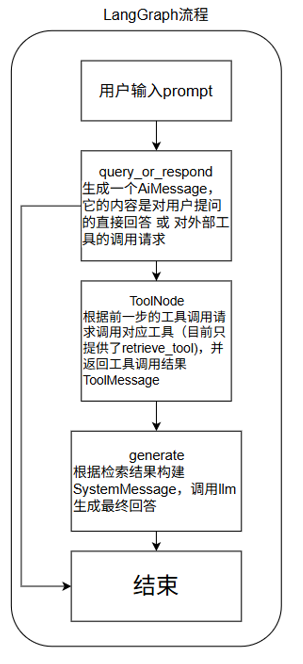 LangGraph流程
用户输入prompt
query_or_respond
生成一个AiMessage，
它的内容是对用户提问
的直接回答 或 对外部工
具的调用请求
ToolNode
根据前一步的工具调用请
求调用对应工具（目前只
提供了retrieve_tool)，并
返回工具调用结果
ToolMessage
generate
根据检索结果构建
SystemMessage，调用llm
生成最终回答
结束